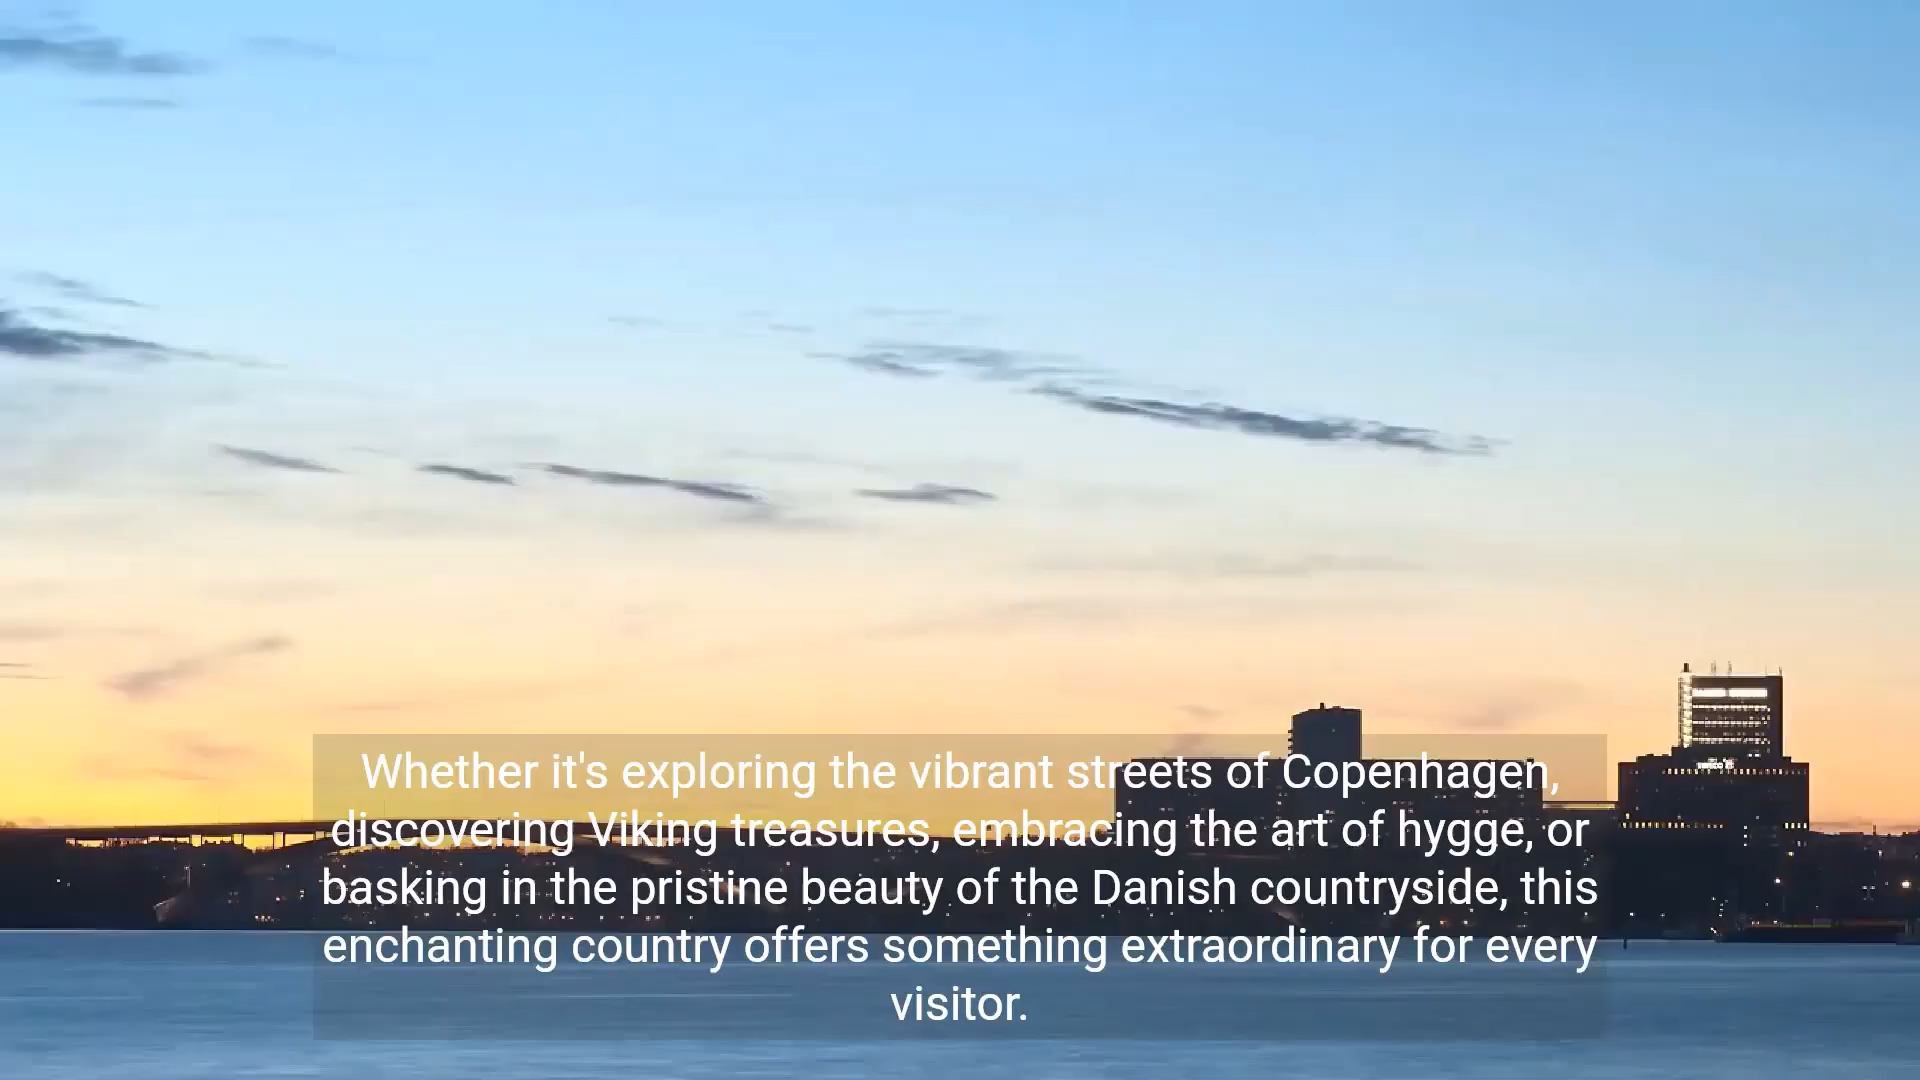 Whether it's exploring the vibrant streets of Copenhagen,
discovering Viking treasures, embracing the art of hygge, or
basking in the pristine beauty of the Danish countryside, this
enchanting country offers something extraordinary for every
visitor.